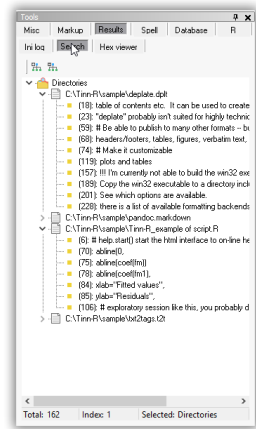 Tools
Misc Markup Results Spell Database R
Ini log Search Hex viewer
Directories
C:\Tinn-R\sample\deplate.dplt
(18): table of contents etc. It can be used to create
(23): "deplate" probably isn't suited for highly technic
(59): # Be able to publish to many other formats -- bu
(68): headers/footers, tables, figures, verbatim text,
(74): # Make it customizable
(119): plots and tables
(157): !!! I'm currently not able to build the win32 exe
(189): Copy the win32 executable to a directory inclu
(201): See which options are available.
(228): there is a list of available formatting backends
C:\Tinn-R\sample\pandoc.markdown
C:\Tinn-R\sample\Tinn-R_example of script.R
(6): # help.start() start the html interface to on-line he
(70): abline(0,
(75): abline(coef(fm))
(78): abline(coef(fm1),
(84): xlab="Fitted values",
(85): ylab="Residuals",
(106): # exploratory session like this, you probably d
C:\Tinn-R\sample\txt2tags.t2t
Total: 162 Index: 1 Selected: Directories